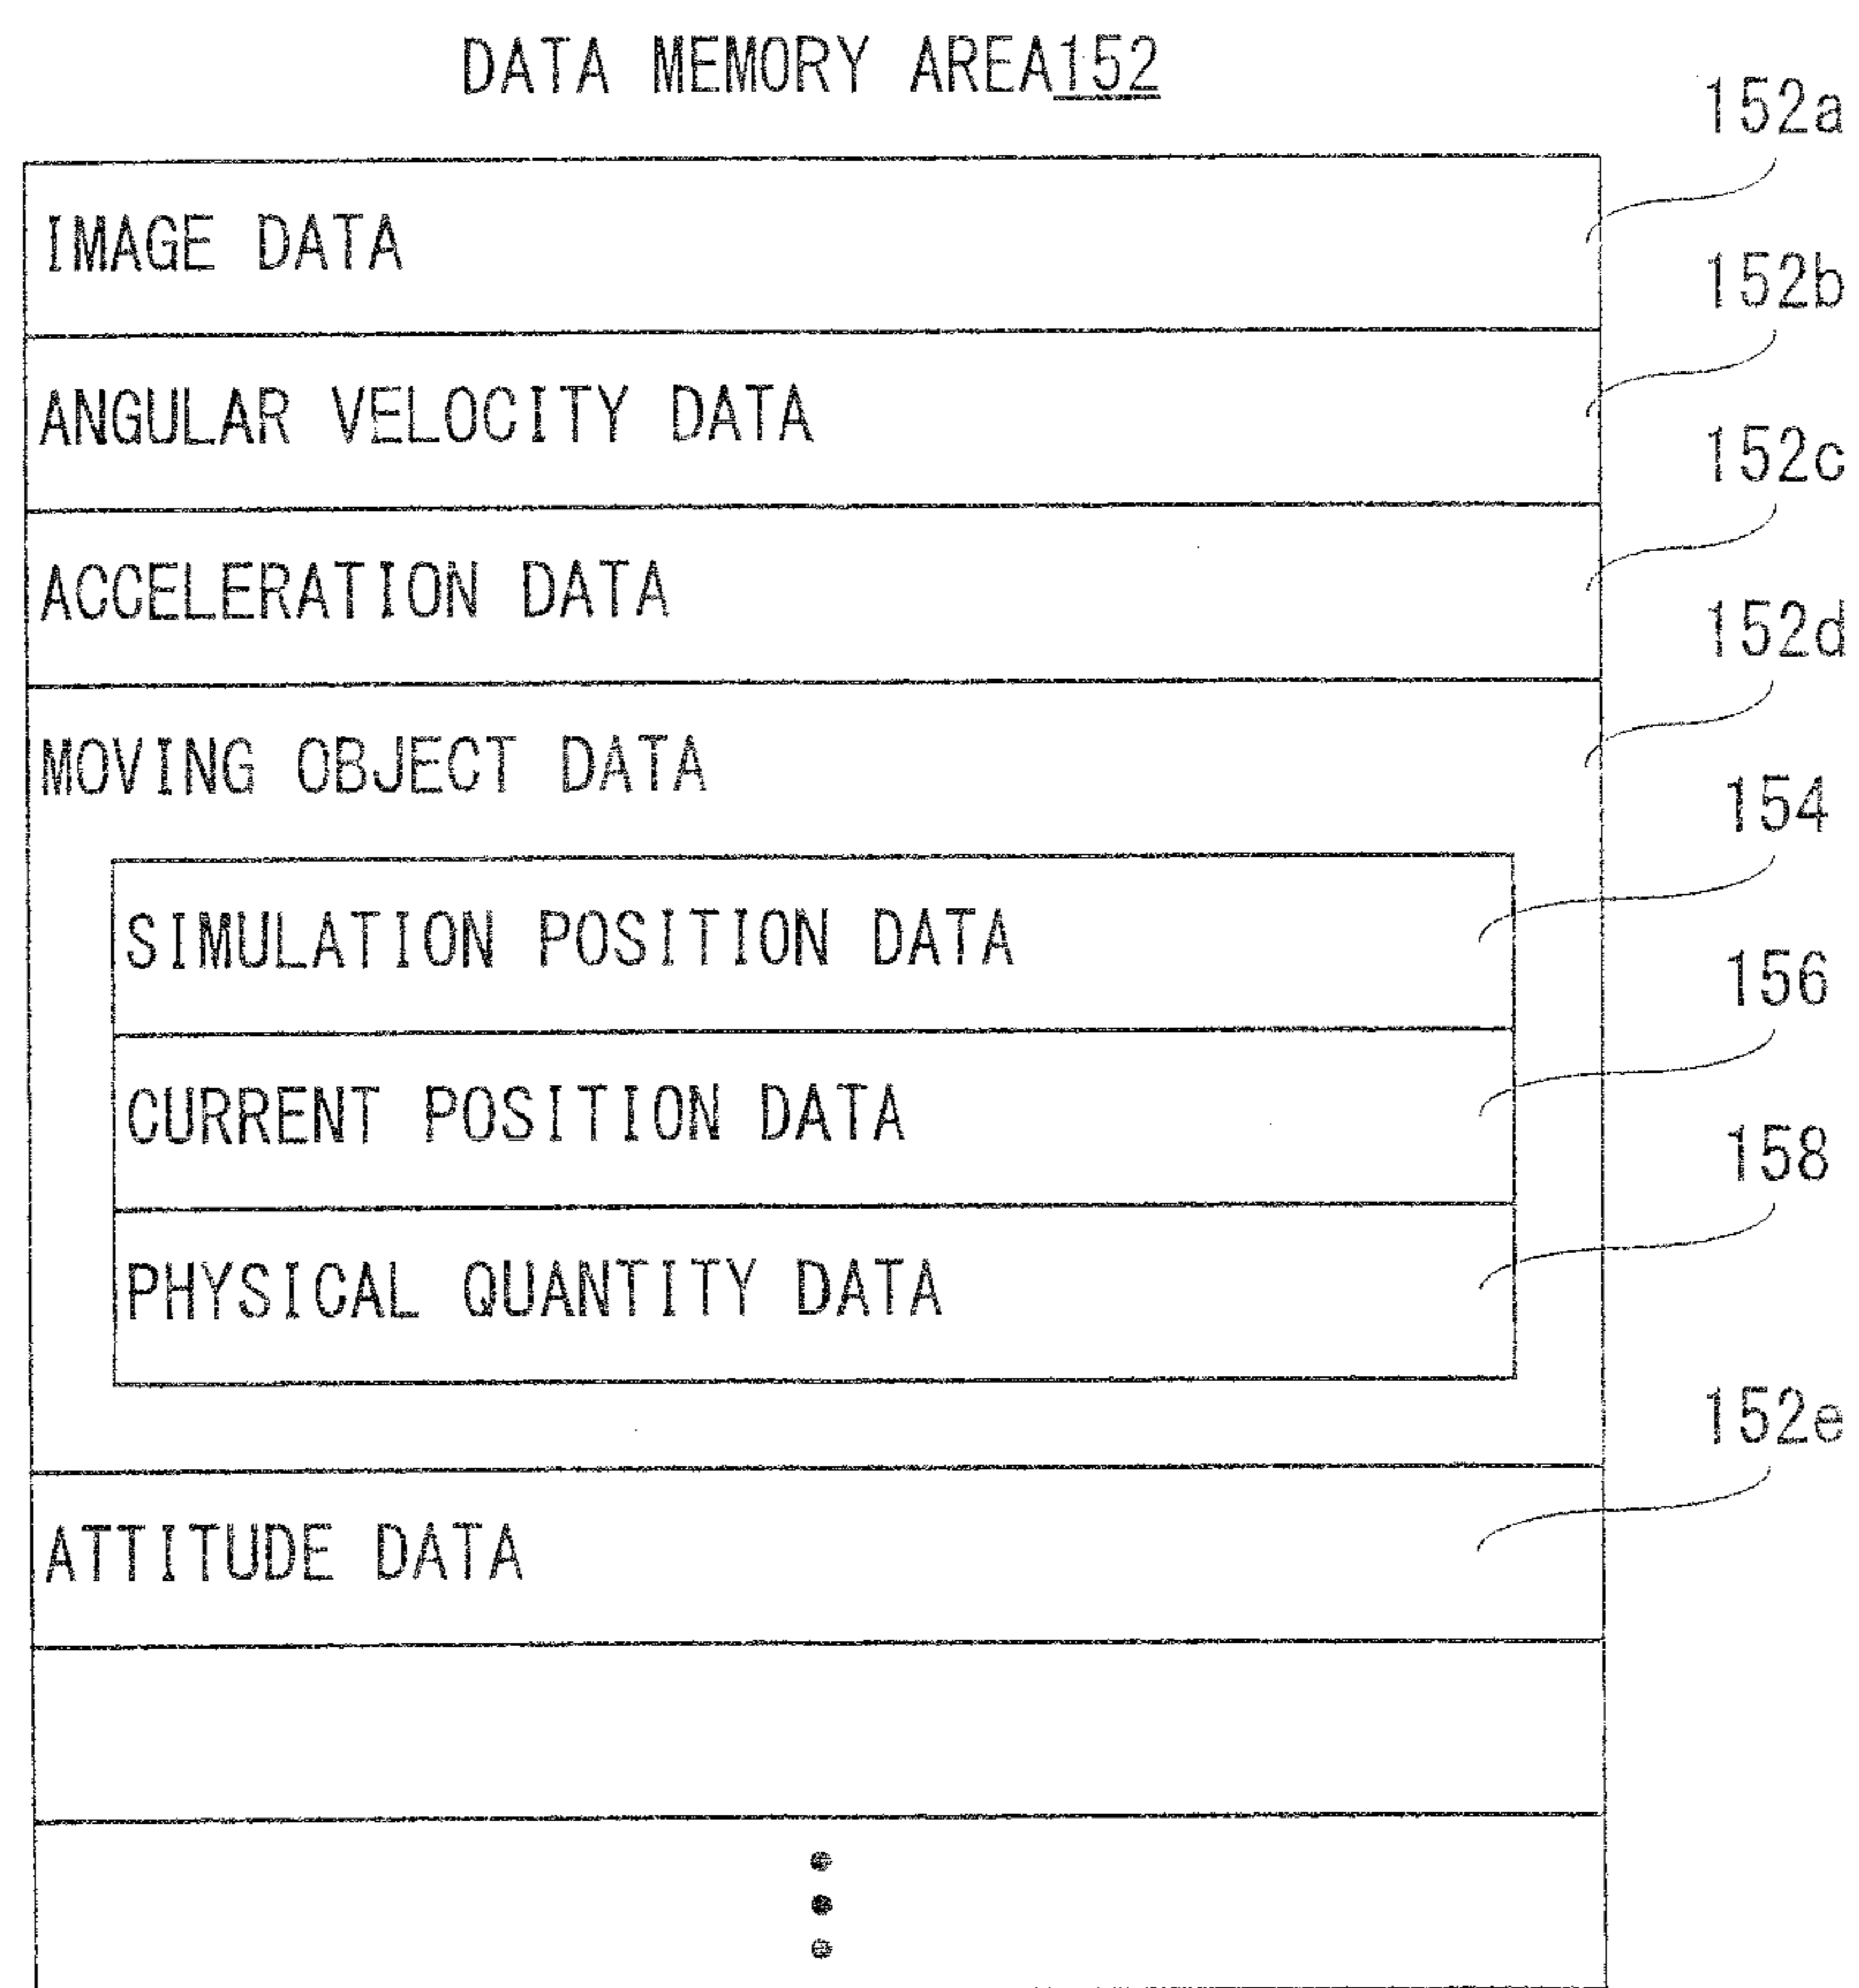 DATA MEMORY AREA152
152a
IMAGE DATA
152b
ANGULAR VELOCITY DATA
152c
ACCELERATION DATA
152d
MOVING OBJECT DATA
154
SIMULATION POSITION DATA
156
CURRENT POSITION DATA
158
PHYSICAL QUANTITY DATA
152e
ATTITUDE DATA